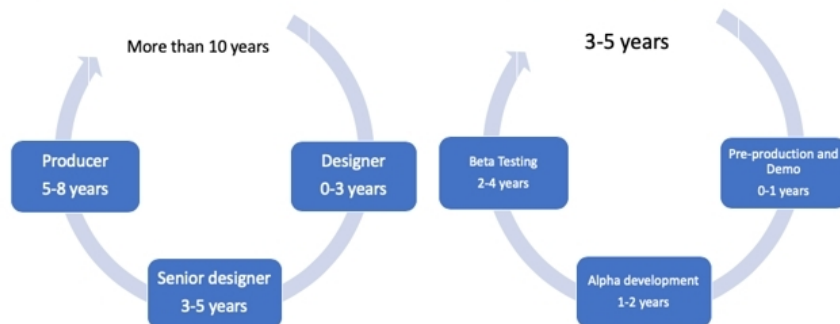 More than 10 years
Designer
0-3 years
Senior designer
3-5 years
Producer
5-8 years
3-5 years
Pre-production and
Demo
0-1 years
Alpha development
1-2 years
Beta Testing
2-4 years